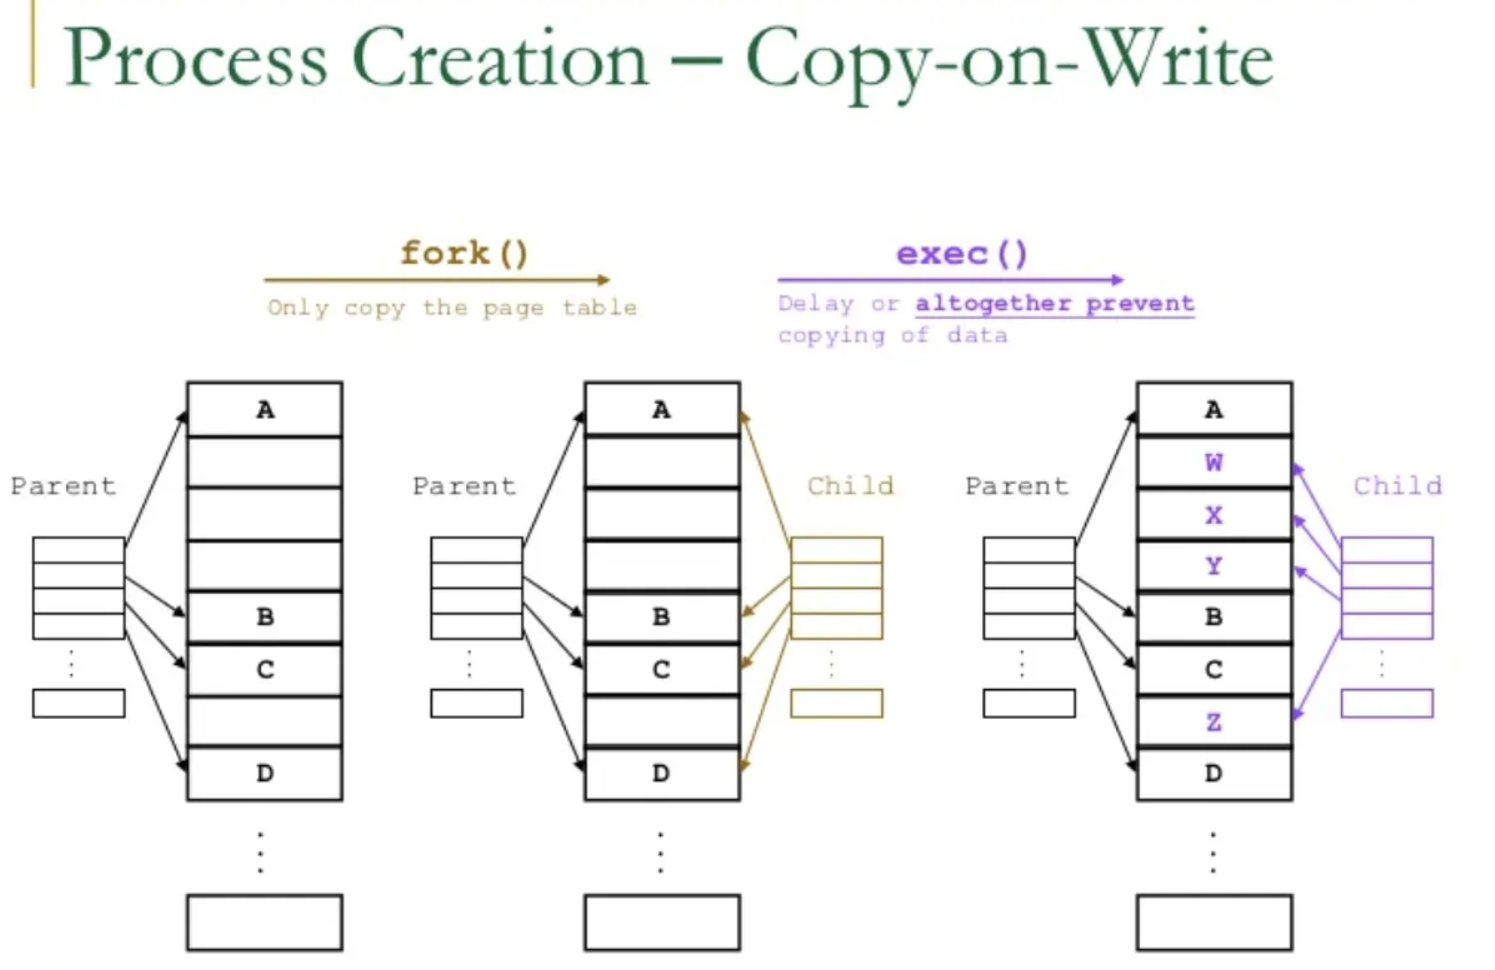 Process Creation – Copy-on-Write
fork()
Only copy the page table
exec()
Delay or altogether prevent
copying of data
Parent
A
B
C
D
Parent
A
B
C
D
Child
Parent
A
W
X
Y
B
C
Z
D
Child